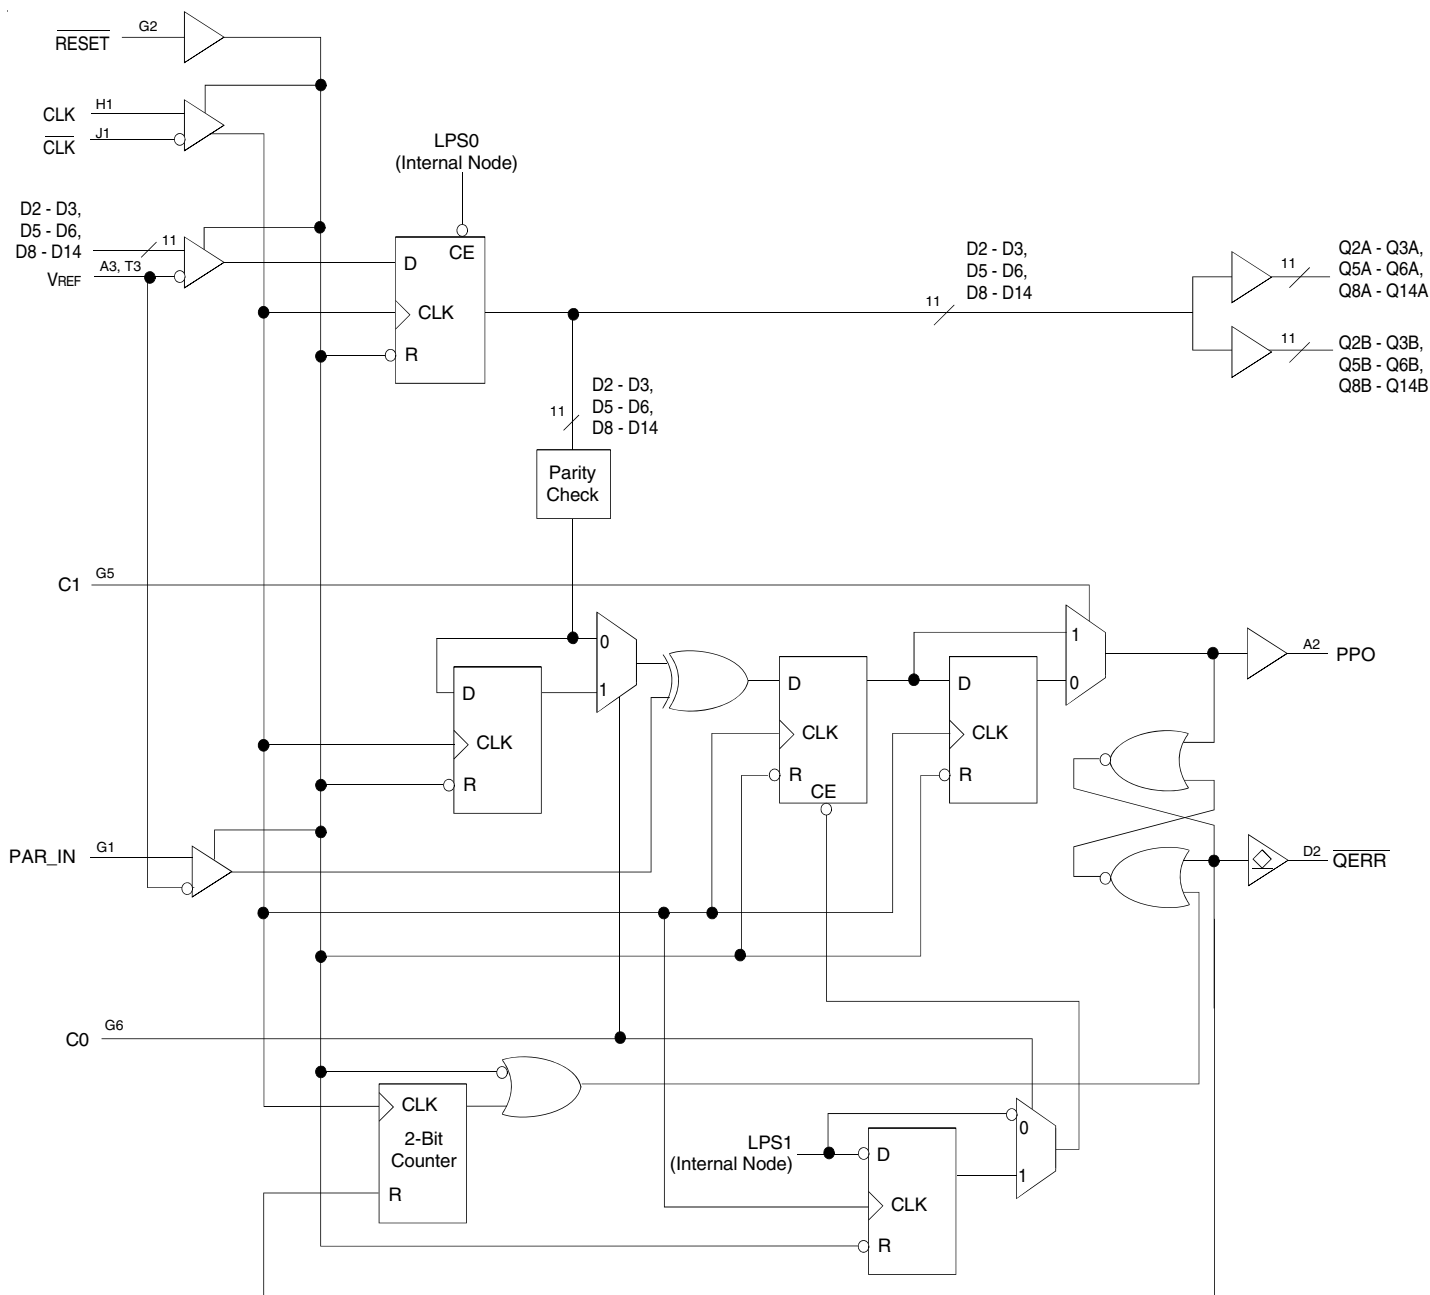 RESET
G2
CLK
H1
CLK
J1
LPS0
(Internal Node)
D2 - D3,
D5 - D6,
D8 - D14
11
VREF
A3, T3
D
CE
CLK
R
D2 - D3,
D5 - D6,
D8 - D14
11
11
Q2A - Q3A,
Q5A - Q6A,
Q8A - Q14A
11
Q2B - Q3B,
Q5B - Q6B,
Q8B - Q14B
11
D2 - D3,
D5 - D6,
D8 - D14
Parity
Check
C1
G5
0
1
D
CLK
R
D
CLK
R
CE
D
CLK
R
1
0
A2
PPO
PAR_IN
G1
D2
QERR
C0
G6
CLK
2-Bit
Counter
R
LPS1
(Internal Node)
D
CLK
R
0
1